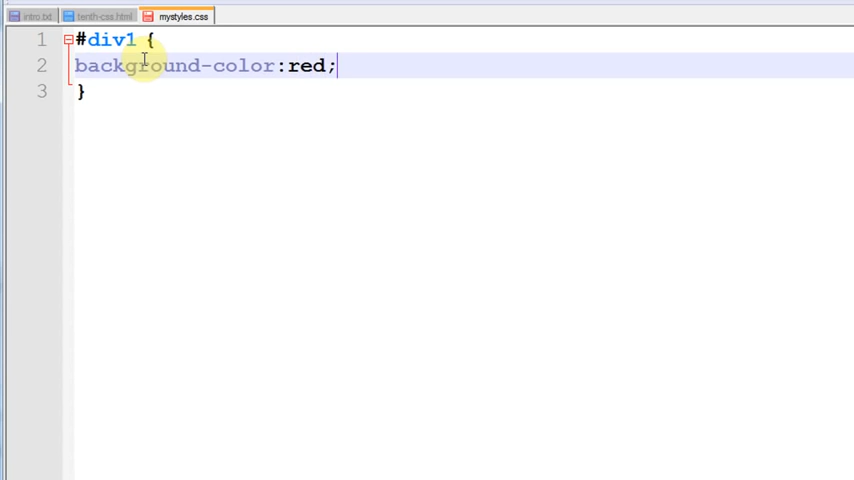 intro.txt tenth-css.html mystyles.css
1 #div1 {
2 background-color:red;
3 }